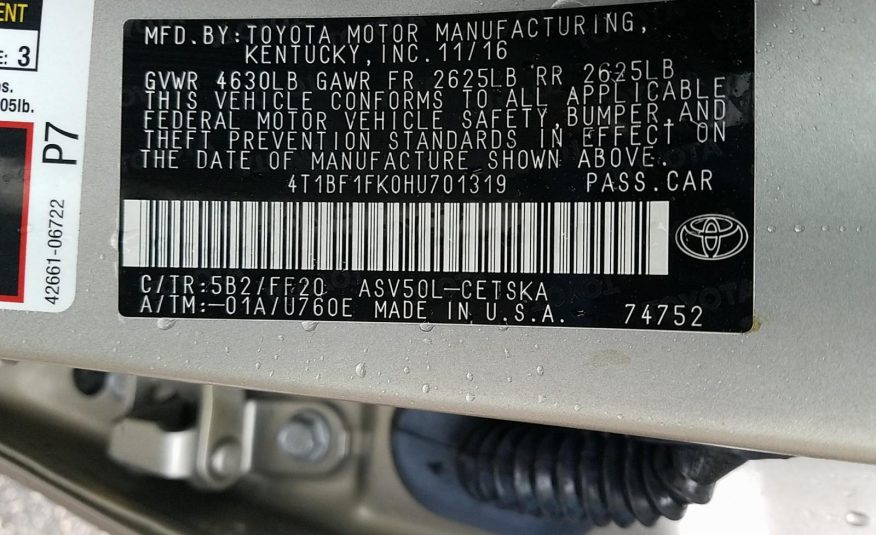 ENT
E: 3
os.
05lb.
P7
42661-06722
MFD.BY:TOYOTA MOTOR MANUFACTURING,
KENTUCKY,INC.11/16
GVWR 4630LB GAWR FR 2625LB RR 2625LB
THIS VEHICLE CONFORMS TO ALL APPLICABLE
FEDERAL MOTOR VEHICLE SAFETY,BUMPER,AND
THEFT PREVENTION STANDARDS IN EFFECT ON
THE DATE OF MANUFACTURE SHOWN ABOVE.
4T1BF1FK0HU701319 PASS.CAR
C/TR:5B2/FF20 ASV50L-CETSKA
A/TM:-01A/U760E MADE IN U.S.A. 74752